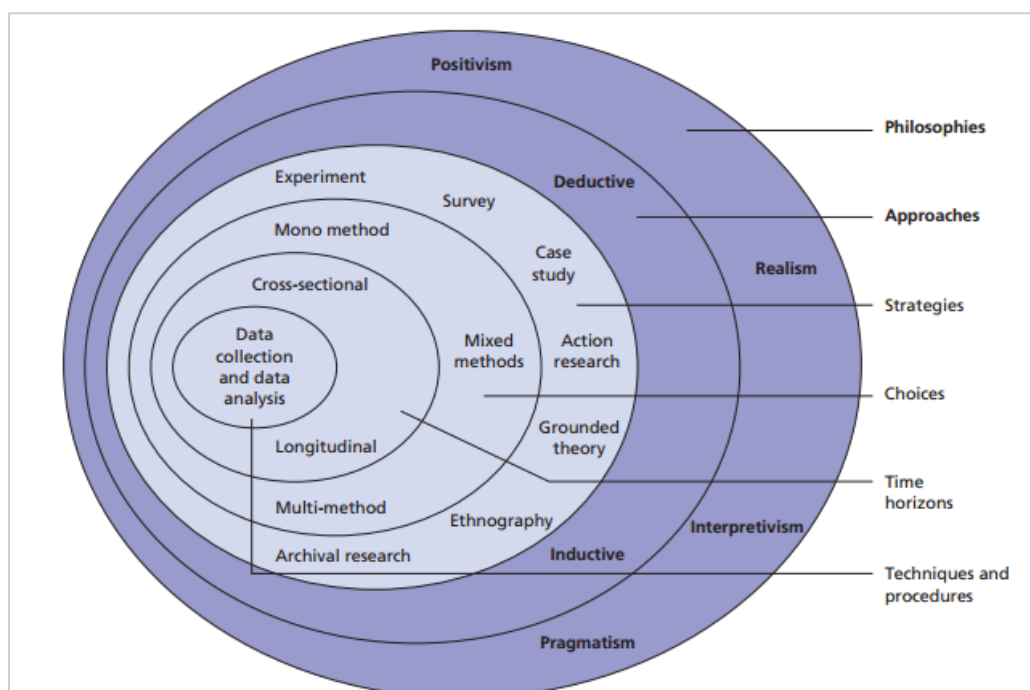 Positivism
Philosophies
Experiment
Deductive
Survey
Approaches
Mono method
Case
study
Realism
Cross-sectional
Strategies
Data
collection
and data
analysis
Mixed
methods
Action
research
Choices
Grounded
theory
Longitudinal
Time
horizons
Multi-method
Ethnography
Interpretivism
Archival research
Inductive
Techniques and
procedures
Pragmatism